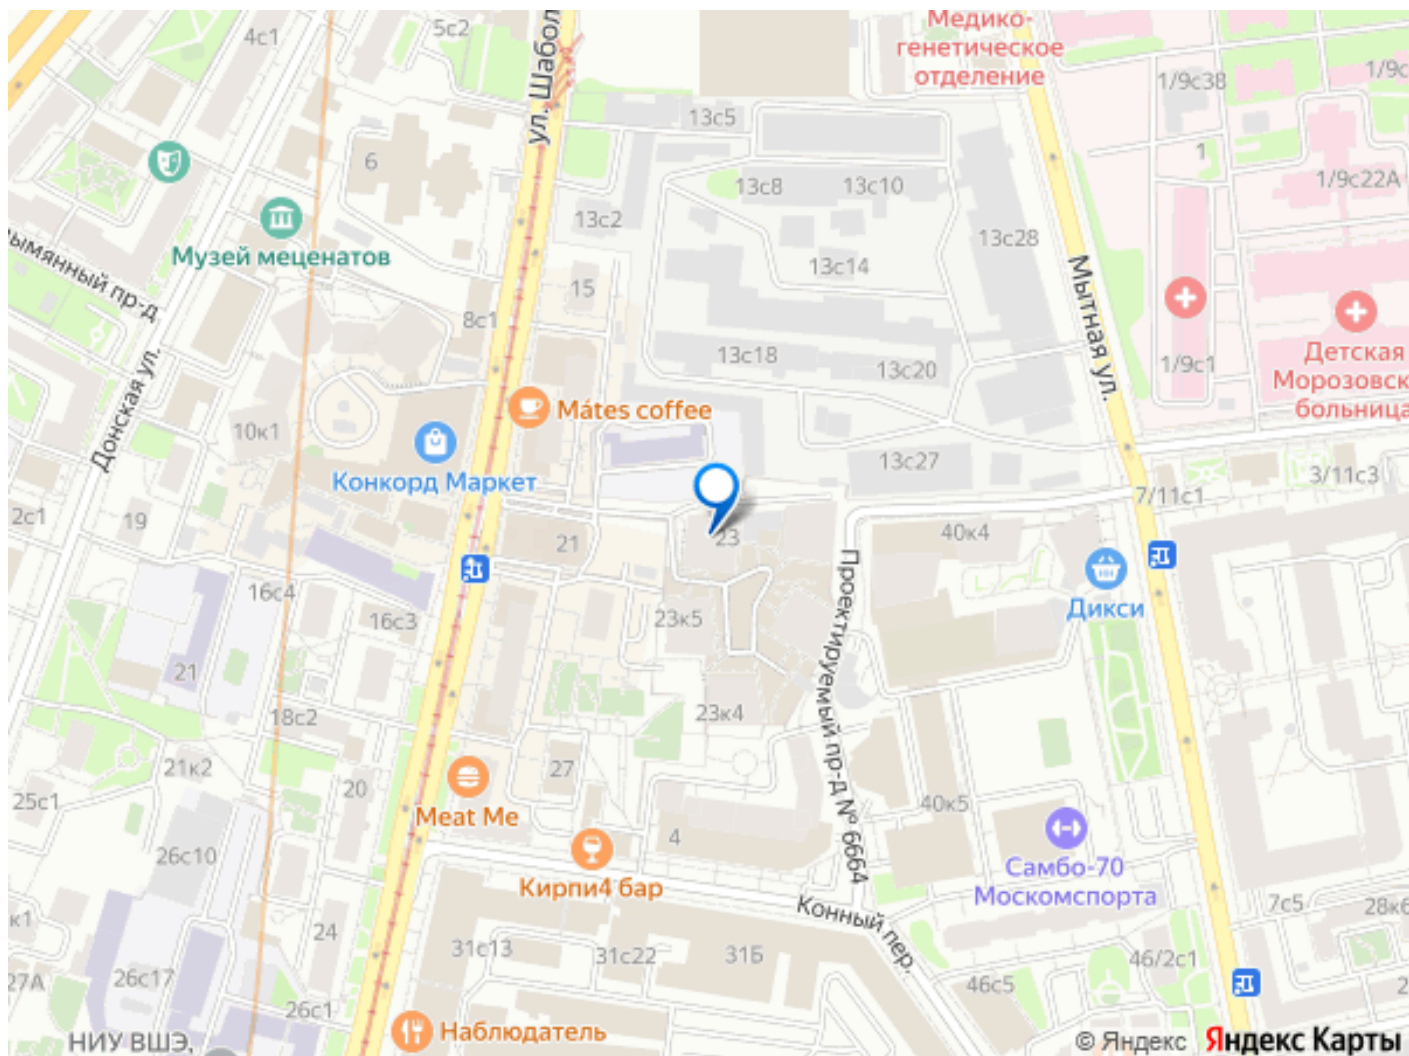 4с1
5с2
ул. Шабол
Медико-
генетическое
отделение
1/9с38
1/9с
13с5
6
1
1/9с22А
13с8
13с10
13с2
13с28
Музей меценатов
ымянный пр-д
13с14
15
Мытная ул.
8с1
13с18
13с20
1/9с1
Детская
Морозовск
больница
Донская ул.
Mátes coffee
10к1
Конкорд Маркет
13с27
3/11с3
7/11с1
2с1
19
21
23
40к4
Проектируемый пр-д № 6664
16с4
Дикси
16с3
23к5
21
18с2
23к4
21к2
27
20
25с1
Meat Me
40к5
4
Самбо-70
Москомспорта
26с10
Кирпи4 бар
Конный пер.
7с5
28к6
к1
24
31с13
31с22
31Б
46/2с1
27А
26с17
46с5
2
26с1
Наблюдатель
НИУ ВШЭ,
© Яндекс Яндекс Карты